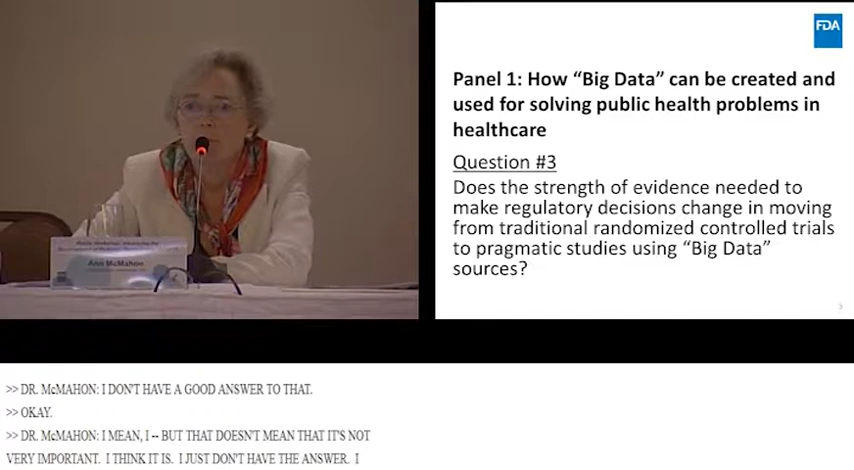 FDA
Panel 1: How “Big Data” can be created and
used for solving public health problems in
healthcare
Question #3
Does the strength of evidence needed to
make regulatory decisions change in moving
from traditional randomized controlled trials
to pragmatic studies using “Big Data”
sources?
3
Ann McMahon
>> DR. McMAHON: I DON'T HAVE A GOOD ANSWER TO THAT.
>> OKAY.
>> DR. McMAHON: I MEAN, I -- BUT THAT DOESN'T MEAN THAT IT'S NOT
VERY IMPORTANT. I THINK IT IS. I JUST DON'T HAVE THE ANSWER. I